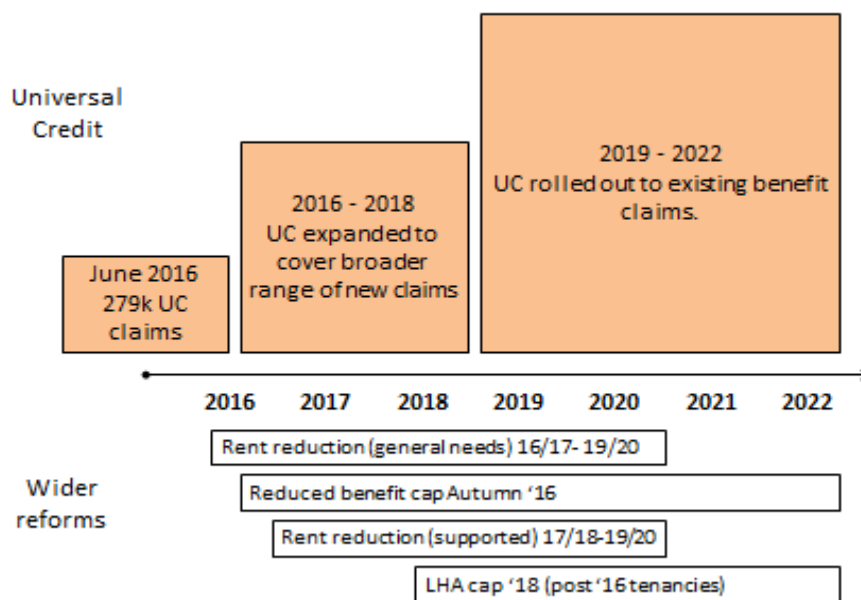 Universal
Credit
June 2016
279k UC
claims
2016 - 2018
UC expanded to
cover broader
range of new claims
2019 - 2022
UC rolled out to existing benefit
claims.
2016 2017 2018 2019 2020 2021 2022
Wider
reforms
Rent reduction (general needs) 16/17- 19/20
Reduced benefit cap Autumn ‘16
Rent reduction (supported) 17/18-19/20
LHA cap ‘18 (post ‘16 tenancies)